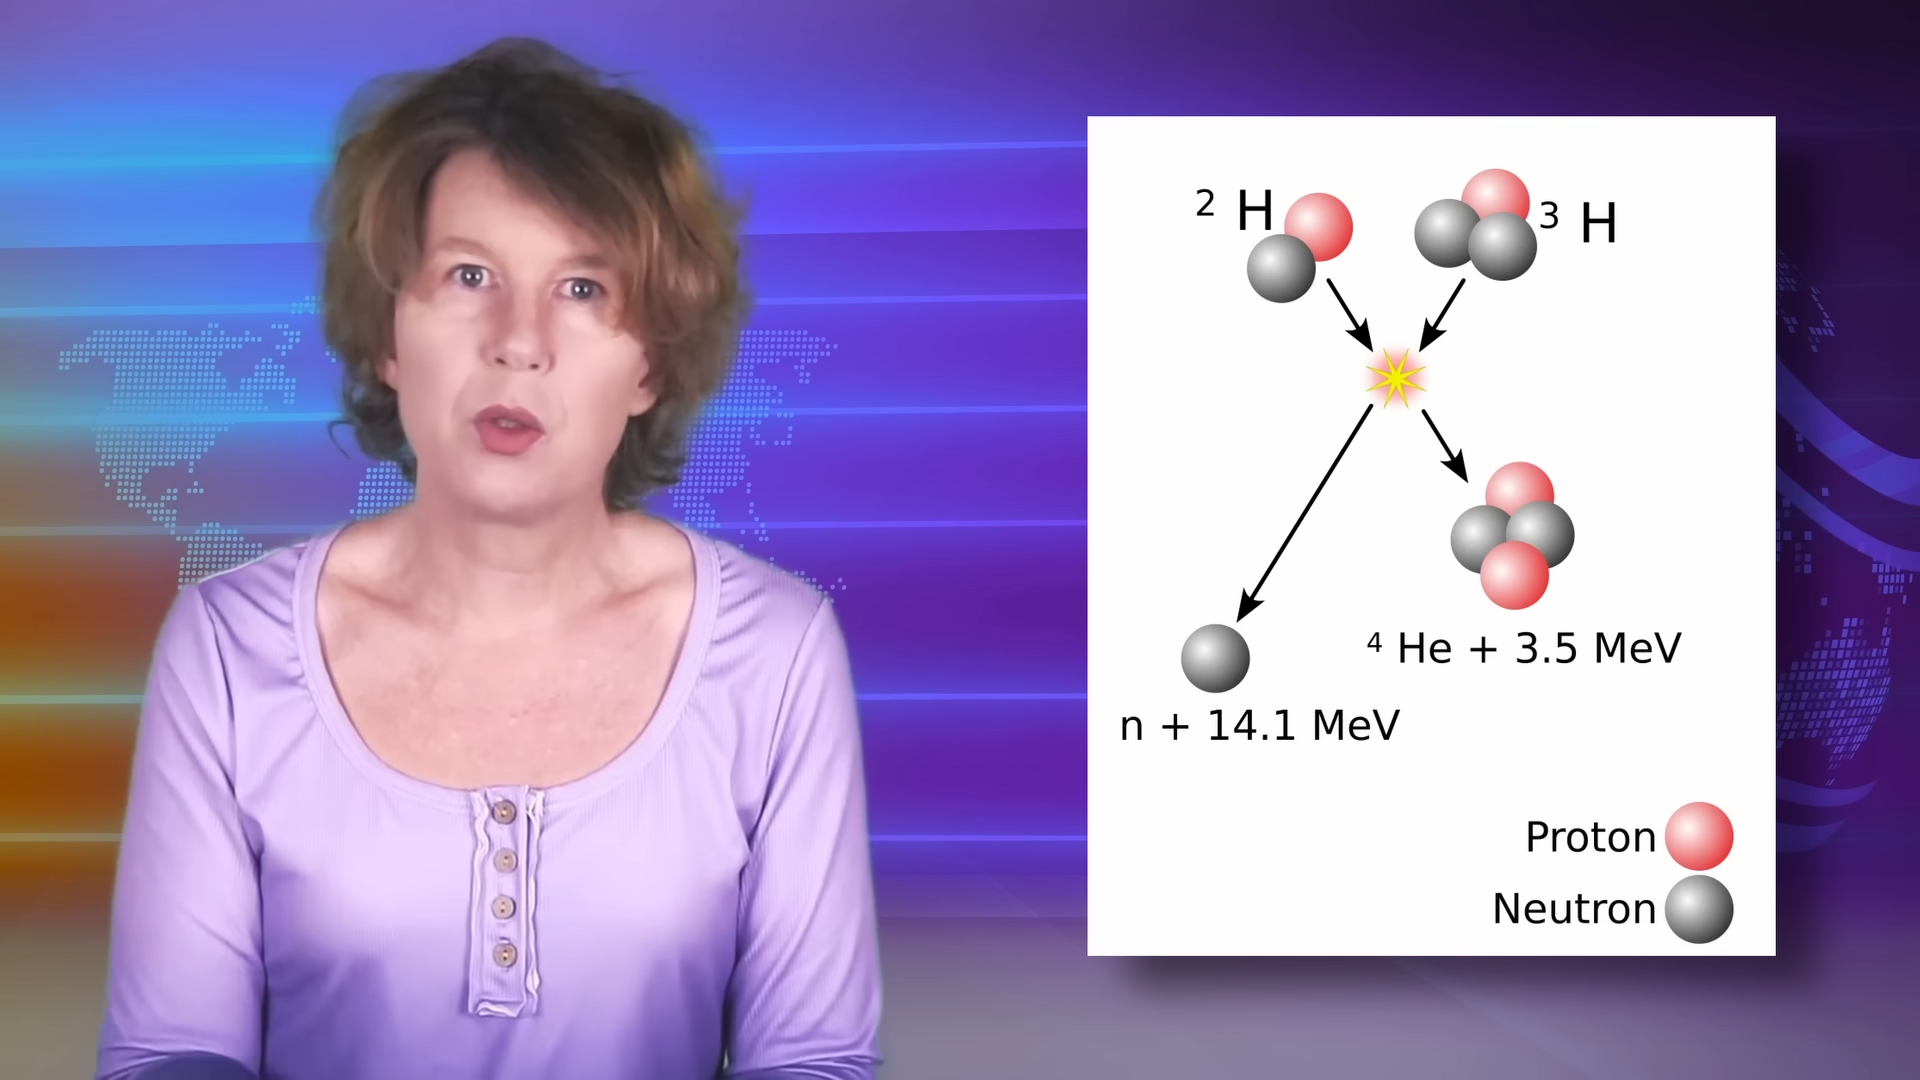 ² H
³ H
⁴ He + 3.5 MeV
n + 14.1 MeV
Proton
Neutron